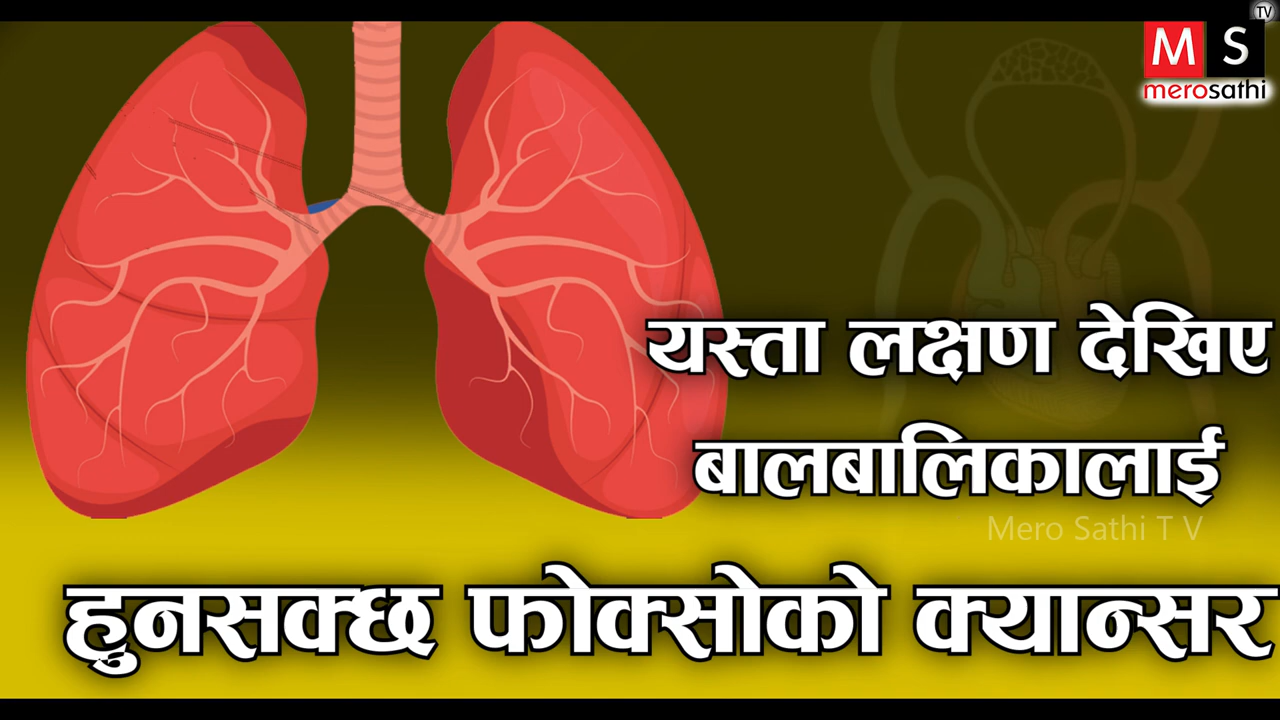 TV
M S
merosathi
यस्ता लक्षण देखिए
बालबालिकालाई
Mero Sathi T V
हुनसक्छ फोक्सोको क्यान्सर